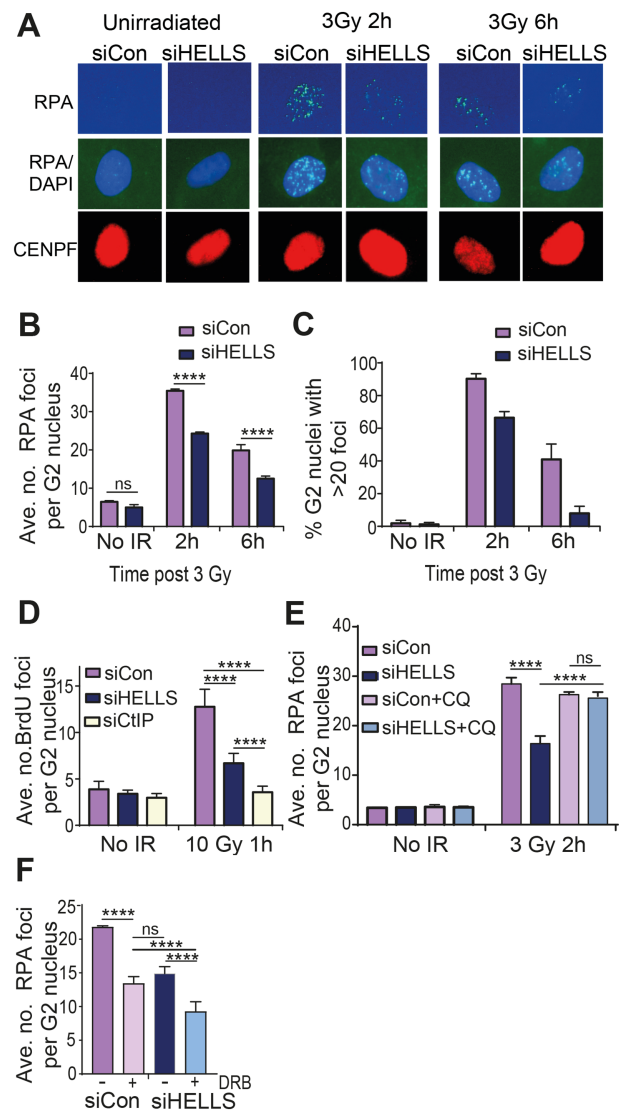 A
Unirradiated
3Gy 2h
3Gy 6h
siCon siHELLS siCon siHELLS siCon siHELLS
RPA
RPA/
DAPI
CENPF
B
siCon
siHELLS
Ave. no. RPA foci
per G2 nucleus
40
30
20
10
0
ns
****
****
No IR 2h 6h
Time post 3 Gy
C
siCon
siHELLS
% G2 nuclei with
>20 foci
100
80
60
40
20
0
No IR 2h 6h
Time post 3 Gy
D
siCon
siHELLS
siCtIP
Ave. no.BrdU foci
per G2 nucleus
15
10
5
0
****
****
****
No IR 10 Gy 1h
E
siCon
siHELLS
siCon+CQ
siHELLS+CQ
Ave. no. RPA foci
per G2 nucleus
40
30
20
10
0
ns
****
****
No IR 3 Gy 2h
F
Ave. no. RPA foci
per G2 nucleus
25
20
15
10
5
0
****
ns
****
****
- + - + DRB
siCon siHELLS